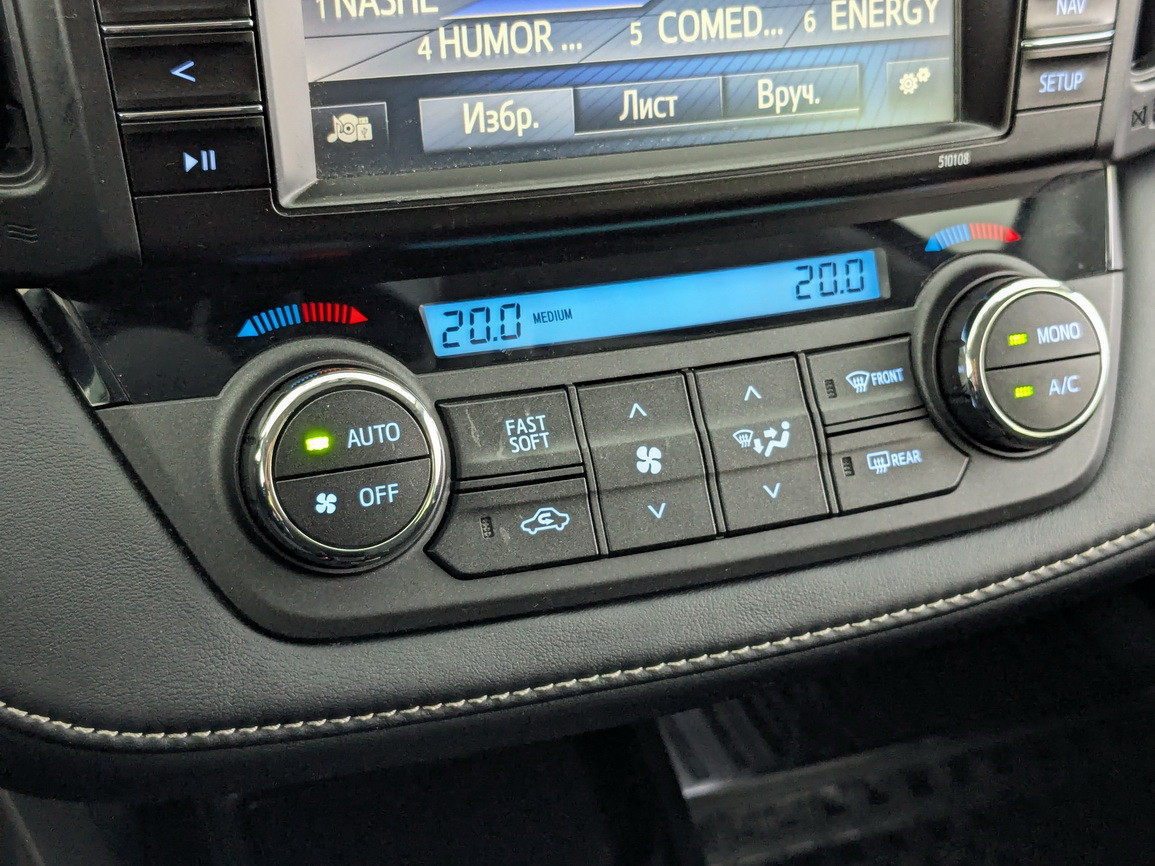 1 NASHE
4 HUMOR ... 5 COMED... 6 ENERGY
NAV
SETUP
Избр. Лист Вруч.
510108
20.0 MEDIUM 20.0
AUTO
OFF
FAST
SOFT
FRONT
REAR
MONO
A/C